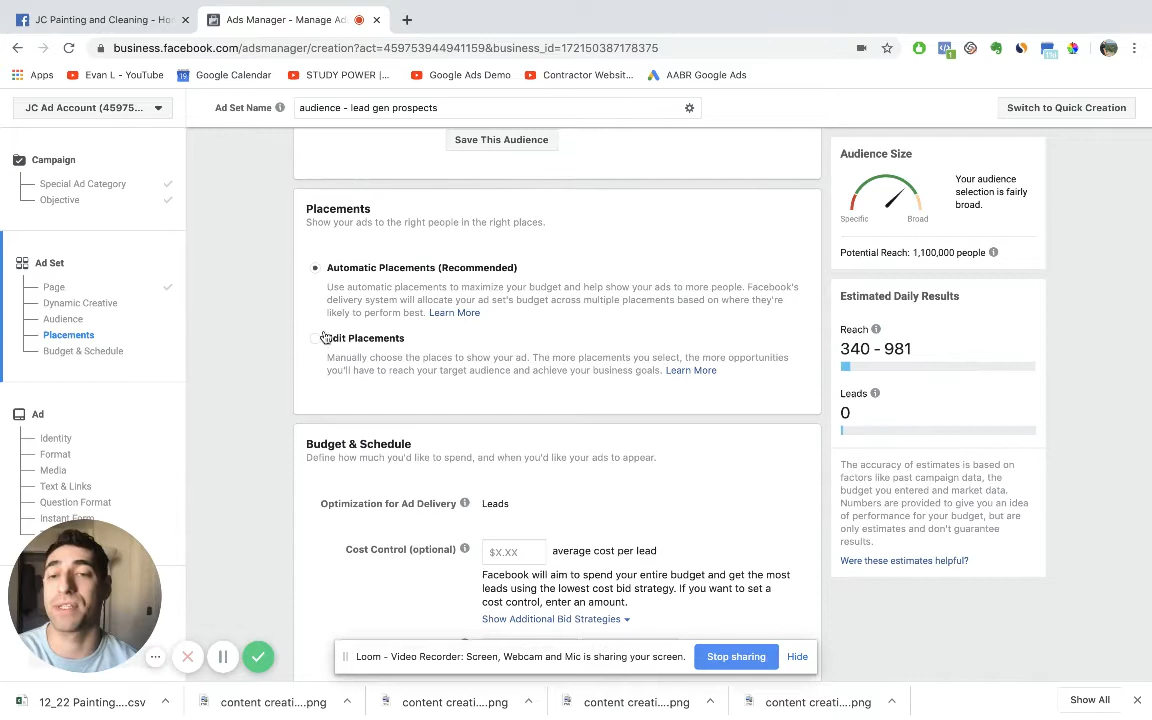 JC Painting and Cleaning - Ho
Ads Manager - Manage Ad
business.facebook.com/adsmanager/creation?act=459753944941159&business_id=172150387178375
Apps
Evan L - YouTube
Google Calendar
STUDY POWER |...
Google Ads Demo
Contractor Websit...
AABR Google Ads
JC Ad Account (45975...
Ad Set Name
audience - lead gen prospects
Switch to Quick Creation
Campaign
Special Ad Category
Objective
Ad Set
Page
Dynamic Creative
Audience
Placements
Budget & Schedule
Ad
Identity
Format
Media
Text & Links
Question Format
Instant Form
Save This Audience
Placements
Show your ads to the right people in the right places.
Automatic Placements (Recommended)
Use automatic placements to maximize your budget and help show your ads to more people. Facebook's
delivery system will allocate your ad set's budget across multiple placements based on where they're
likely to perform best. Learn More
Edit Placements
Manually choose the places to show your ad. The more placements you select, the more opportunities
you'll have to reach your target audience and achieve your business goals. Learn More
Budget & Schedule
Define how much you'd like to spend, and when you'd like your ads to appear.
Optimization for Ad Delivery
Leads
Cost Control (optional)
$X.XX
average cost per lead
Facebook will aim to spend your entire budget and get the most
leads using the lowest cost bid strategy. If you want to set a
cost control, enter an amount.
Show Additional Bid Strategies
Audience Size
Your audience
selection is fairly
broad.
Specific
Broad
Potential Reach: 1,100,000 people
Estimated Daily Results
Reach
340 - 981
Leads
0
The accuracy of estimates is based on
factors like past campaign data, the
budget you entered and market data.
Numbers are provided to give you an idea
of performance for your budget, but are
only estimates and don't guarantee
results.
Were these estimates helpful?
Loom - Video Recorder: Screen, Webcam and Mic is sharing your screen.
Stop sharing
Hide
12_22 Painting....csv
content creati....png
content creati....png
content creati....png
content creati....png
Show All